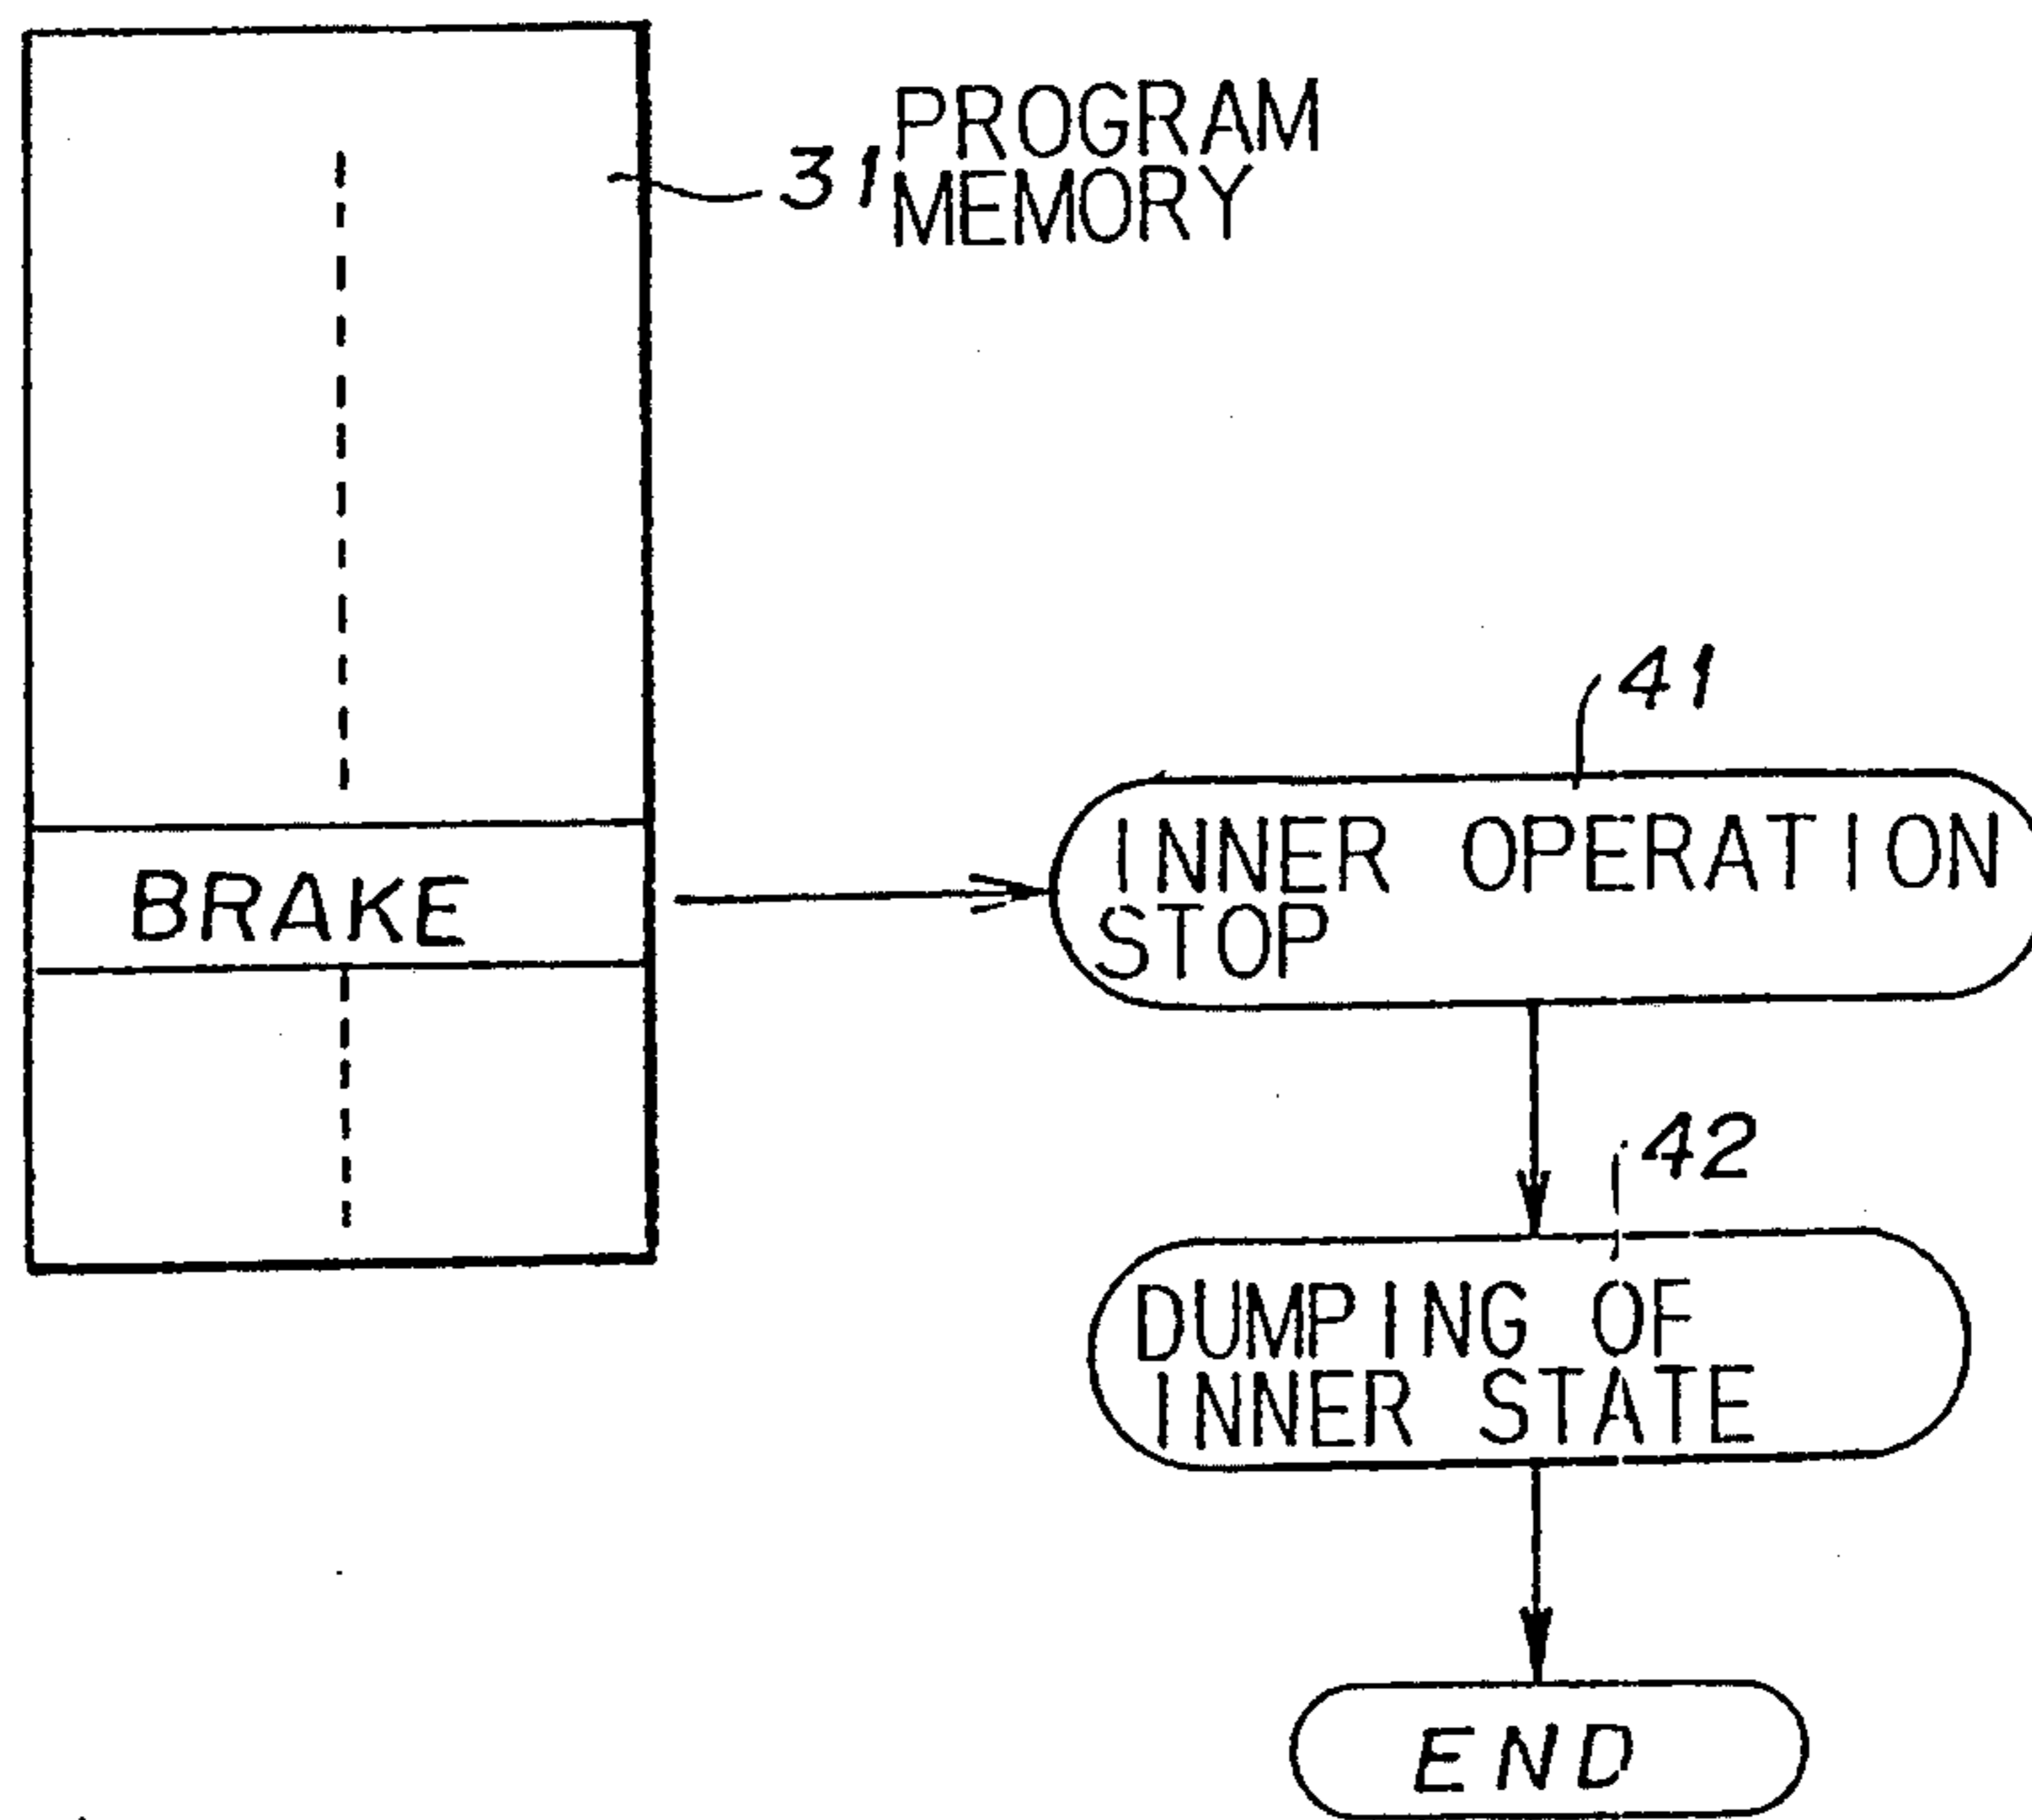 31 PROGRAM
MEMORY
BRAKE
41
INNER OPERATION
STOP
42
DUMPING OF
INNER STATE
END